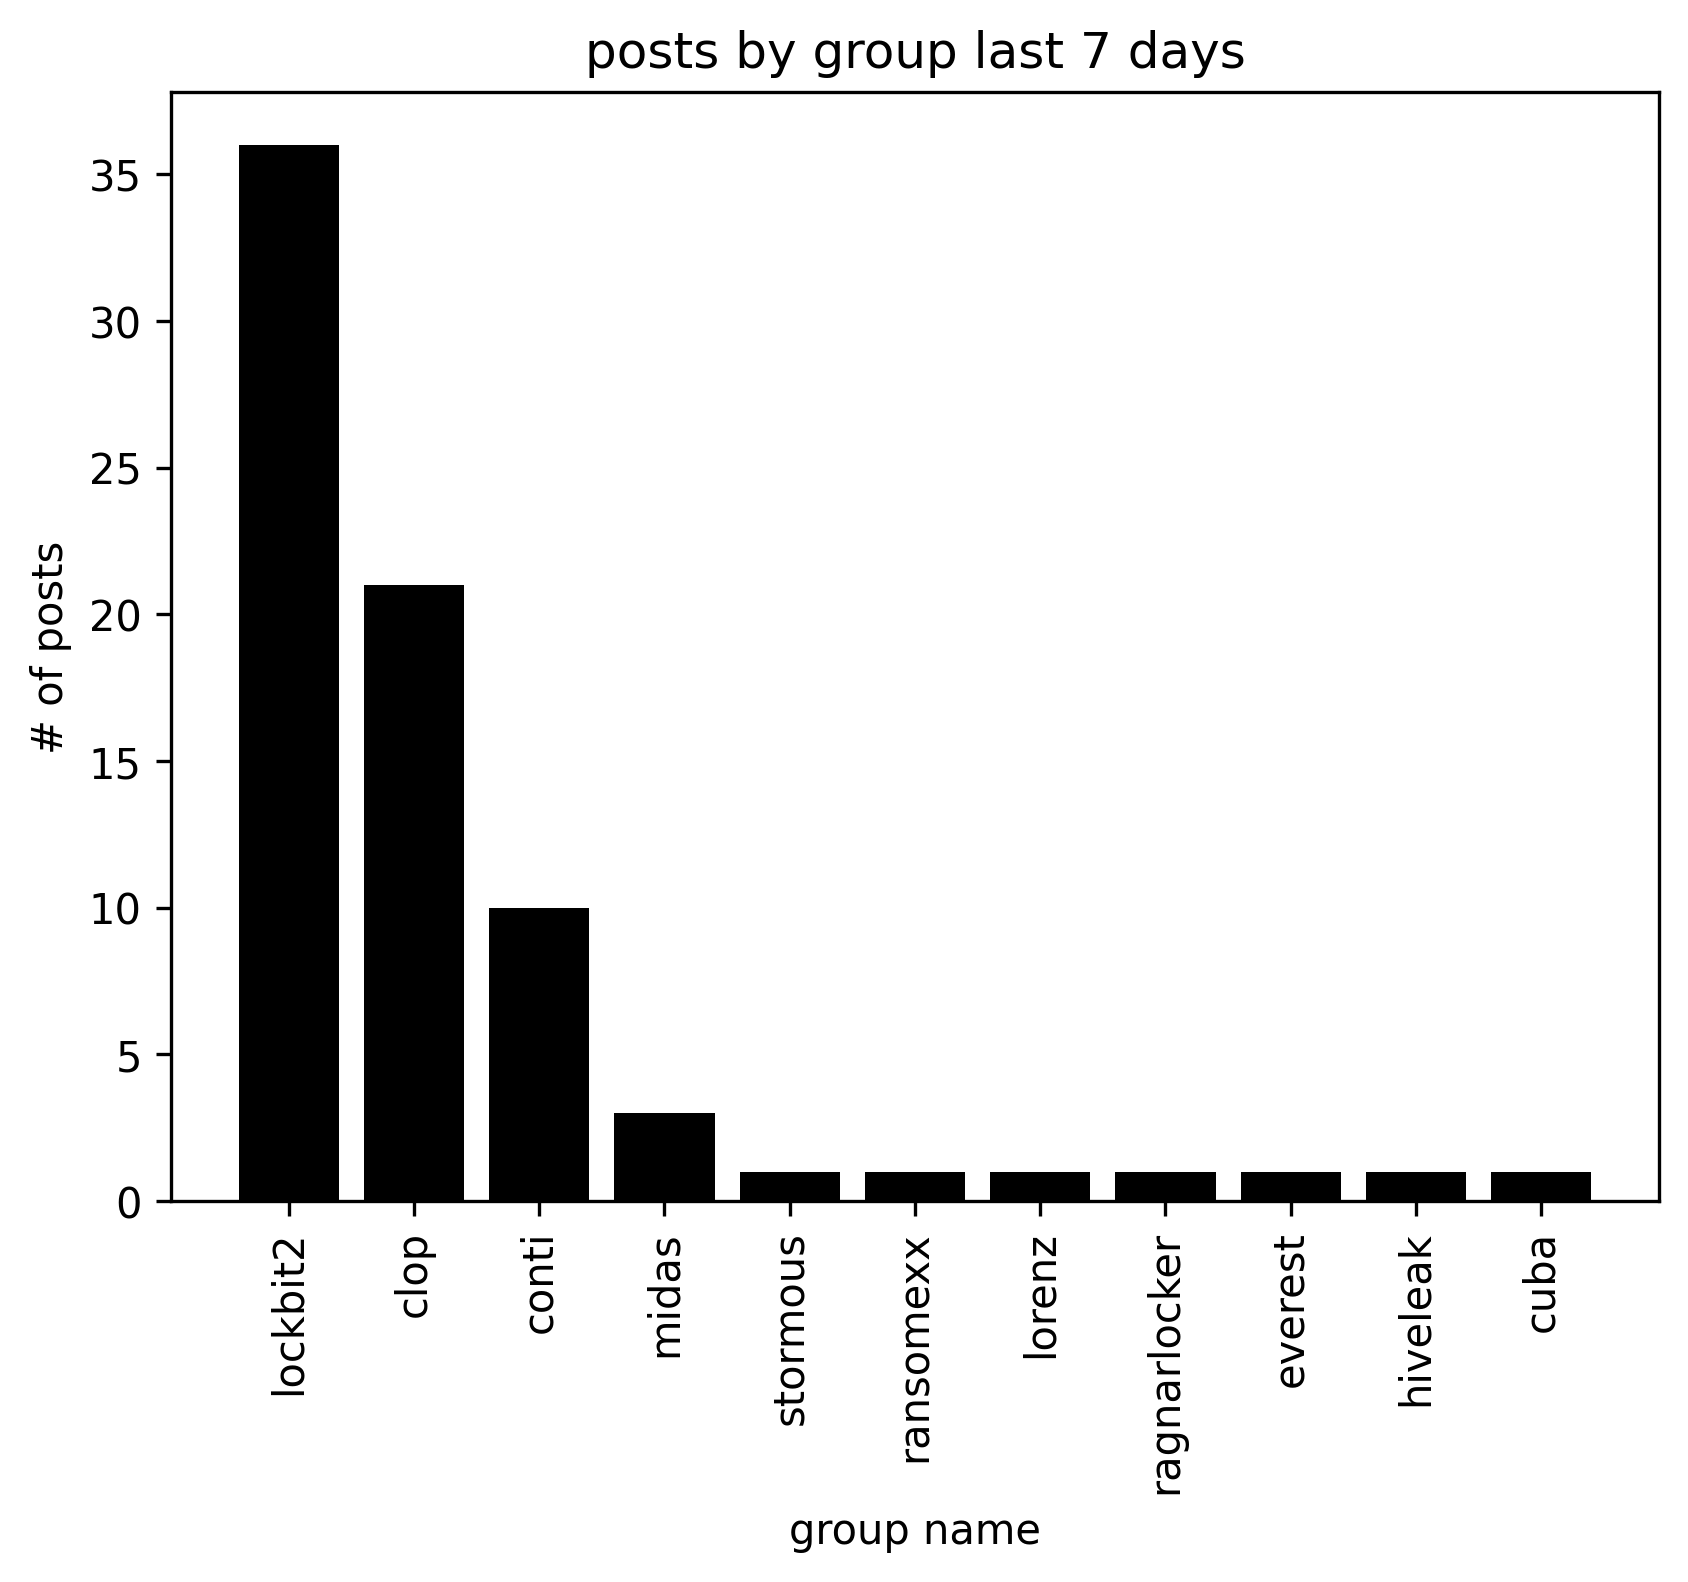 posts by group last 7 days
# of posts
35
30
25
20
15
10
5
0
lockbit2
clop
conti
midas
stormous
ransomexx
lorenz
ragnarlocker
everest
hiveleak
cuba
group name